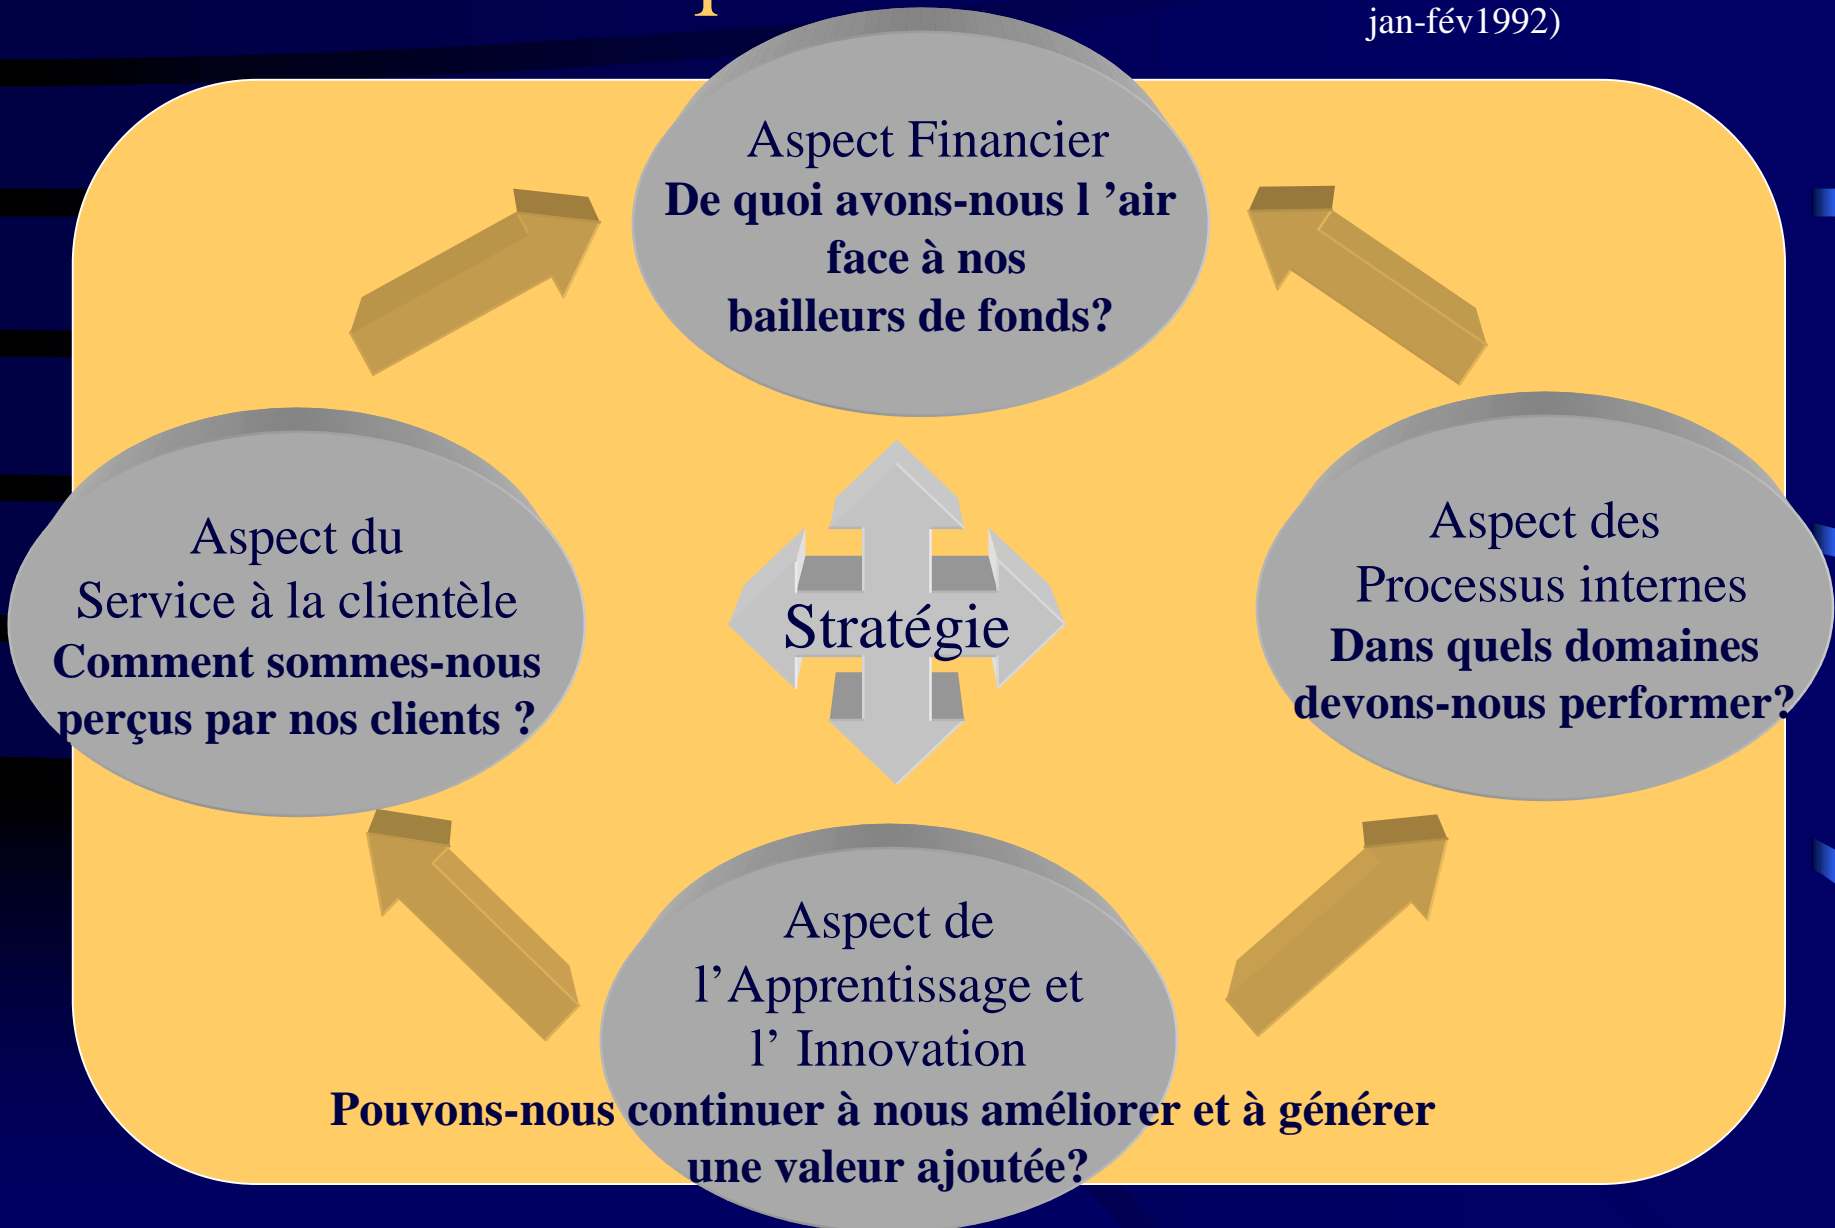 jan-fév1992)
Aspect Financier
De quoi avons-nous l ’air
face à nos
bailleurs de fonds?
Aspect du
Service à la clientèle
Comment sommes-nous
perçus par nos clients ?
Stratégie
Aspect des
Processus internes
Dans quels domaines
devons-nous performer?
Aspect de
l’Apprentissage et
l’ Innovation
Pouvons-nous continuer à nous améliorer et à générer
une valeur ajoutée?